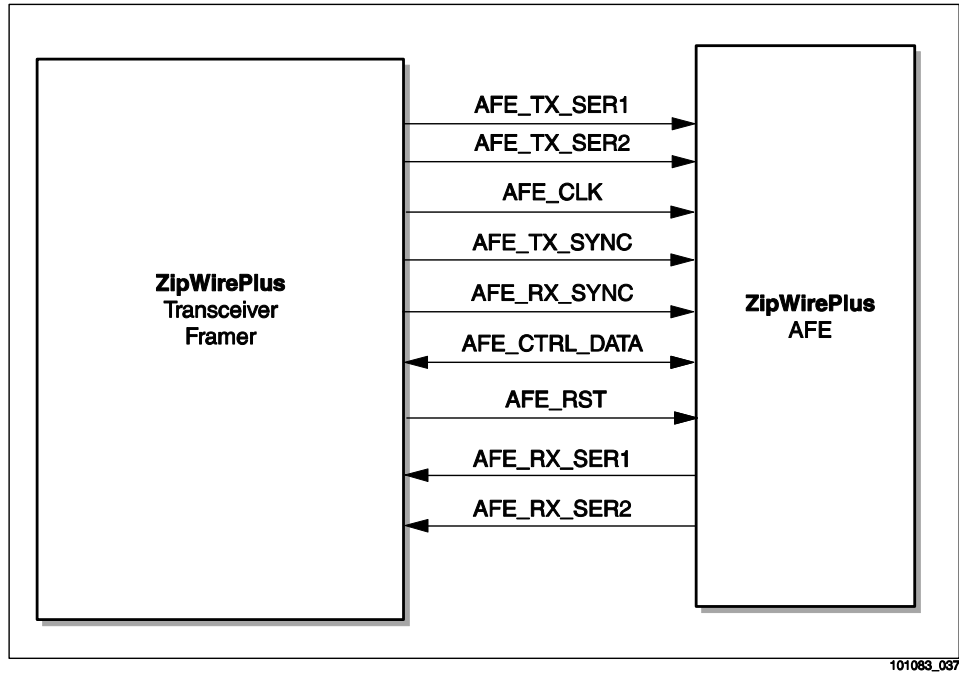 AFE_TX_SER1
AFE_TX_SER2
AFE_CLK
AFE_TX_SYNC
AFE_RX_SYNC
AFE_CTRL_DATA
AFE_RST
AFE_RX_SER1
AFE_RX_SER2
ZipWirePlus
Transceiver
Framer
ZipWirePlus
AFE
101083_037